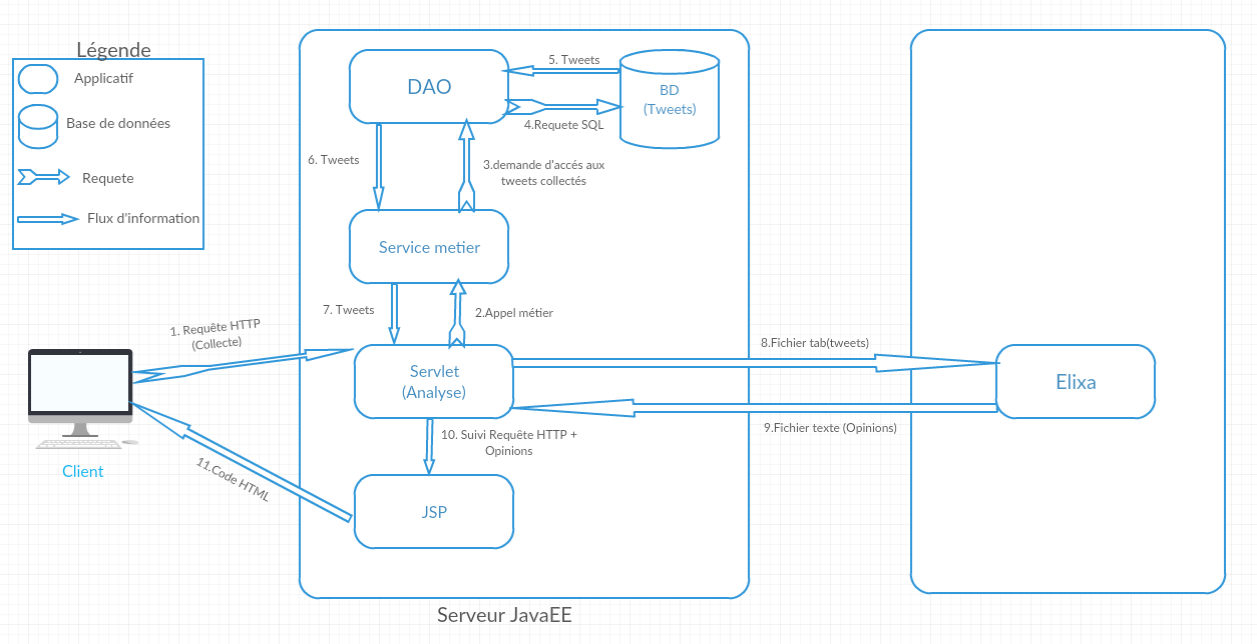 Légende
Applicatif
Base de données
Requete
Flux d'information
DAO
5. Tweets
BD
(Tweets)
4.Requete SQL
6. Tweets
3.demande d'accés aux
tweets collectés
Service metier
7. Tweets
2.Appel métier
1. Requête HTTP
(Collecte)
Servlet
(Analyse)
8.Fichier tab(tweets)
Elixa
9.Fichier texte (Opinions)
10. Suivi Requête HTTP +
Opinions
Client
11.Code HTML
JSP
Serveur JavaEE